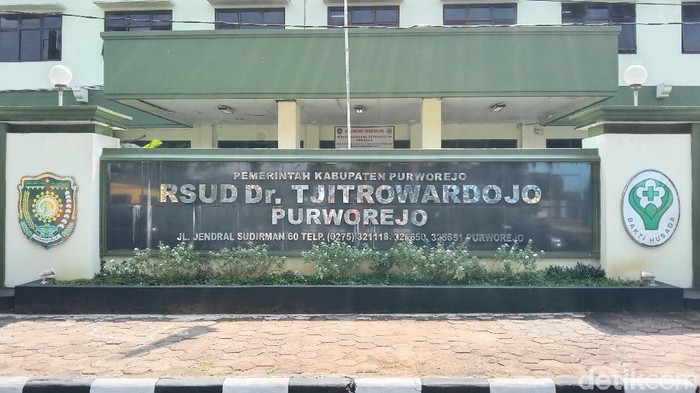 PEMERINTAH KABUPATEN PURWOREJO
RSUD Dr. TJITROWARDOJO
PURWOREJO
JL. JENDRAL SUDIRMAN 60 TELP. (0275) 321118, 325650, 325651 PURWOREJO
BAKTI HUSADA
detikcom